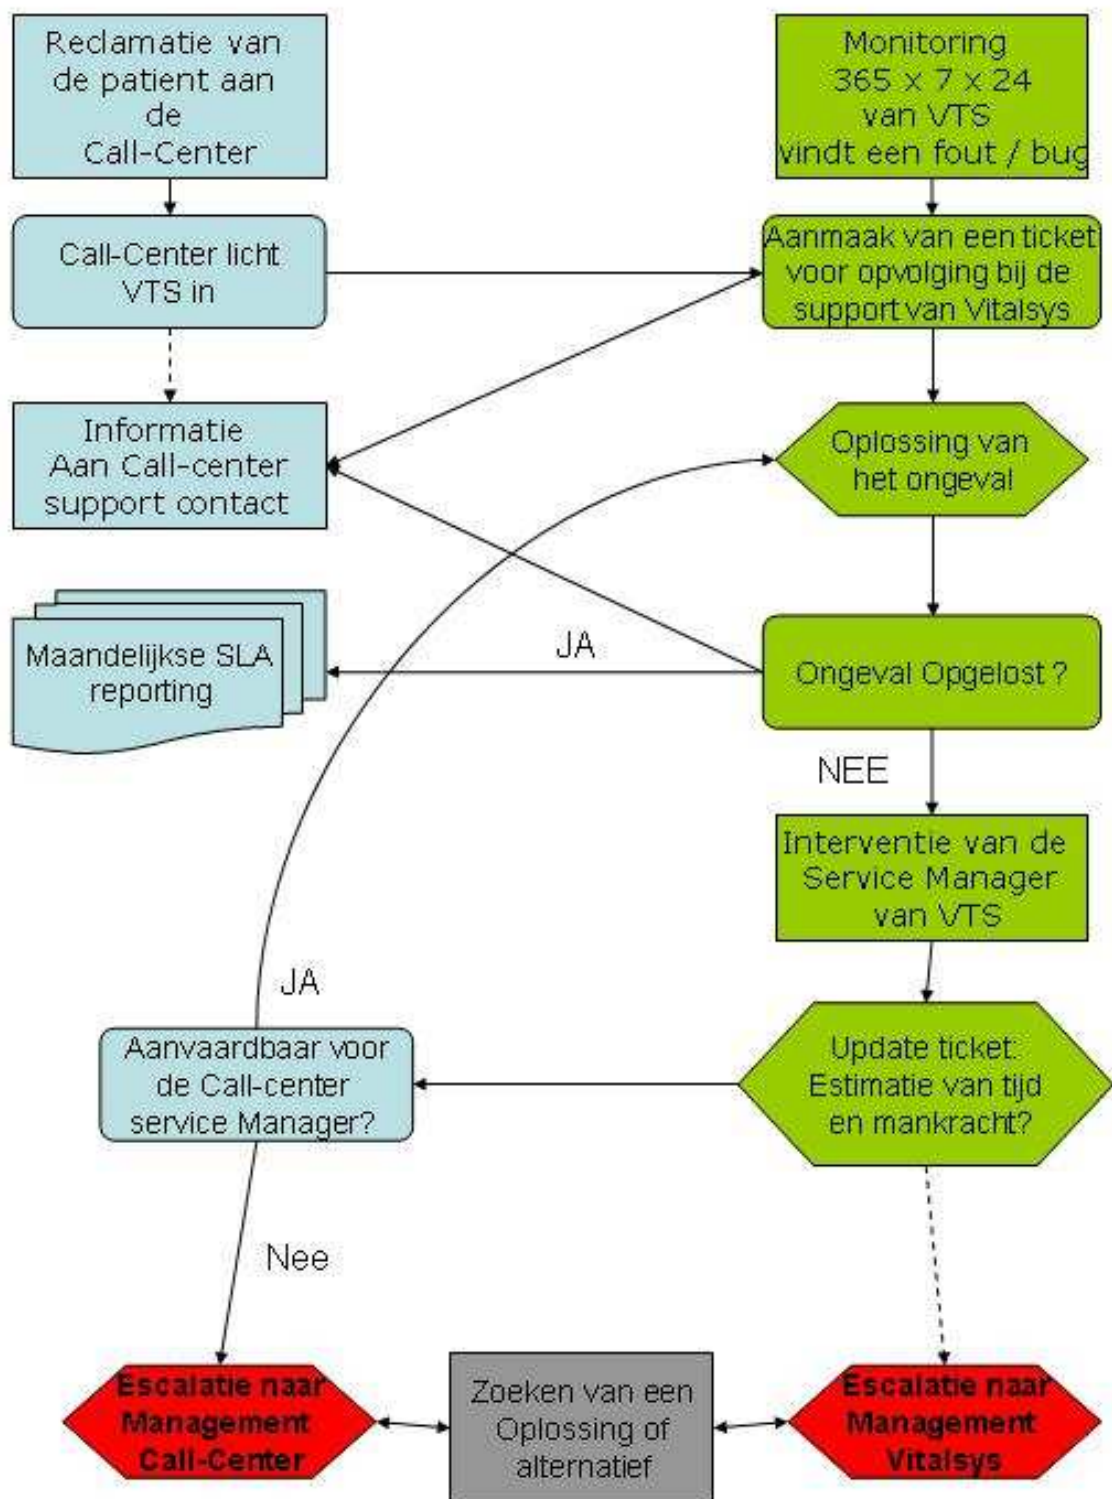 Reclamatie van
de patient aan
de
Call-Center
Monitoring
365 x 7 x 24
van VTS
vindt een fout / bug
Call-Center licht
VTS in
Aanmaak van een ticket
voor opvolging bij de
support van Vitalsys
Informatie
Aan Call-center
support contact
Oplossing van
het ongeval
Maandelijkse SLA
reporting
JA
Ongeval Opgelost ?
NEE
Interventie van de
Service Manager
van VTS
JA
Aanvaardbaar voor
de Call-center
service Manager?
Update ticket:
Estimatie van tijd
en mankracht?
Nee
Escalatie naar
Management
Call-Center
Zoeken van een
Oplossing of
alternatief
Escalatie naar
Management
Vitalsys